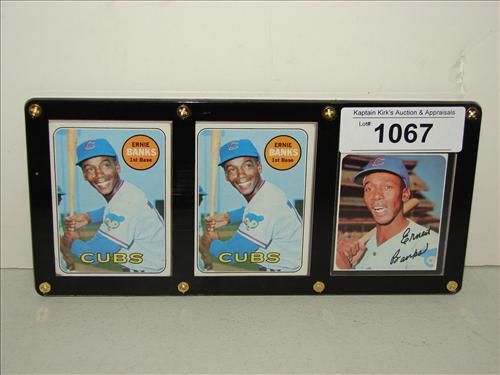 Kaptain Kirk's Auction & Appraisals
Lot#:
1067
ERNIE
BANKS
1st Base
CUBS
ERNIE
BANKS
1st Base
CUBS
Ernest
Banks